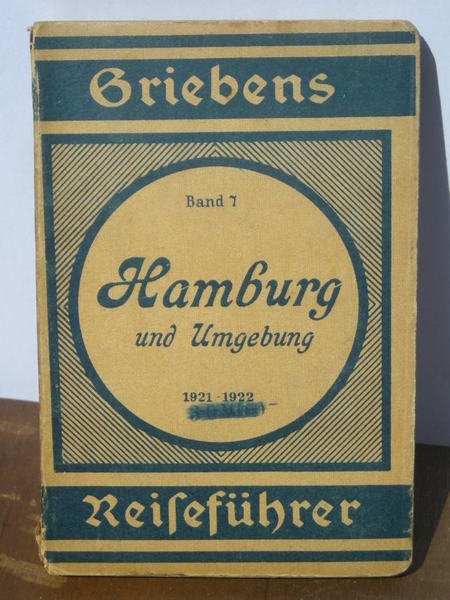 Griebens
Band 7
Hamburg
und Umgebung
1921-1922
Reiſeführer